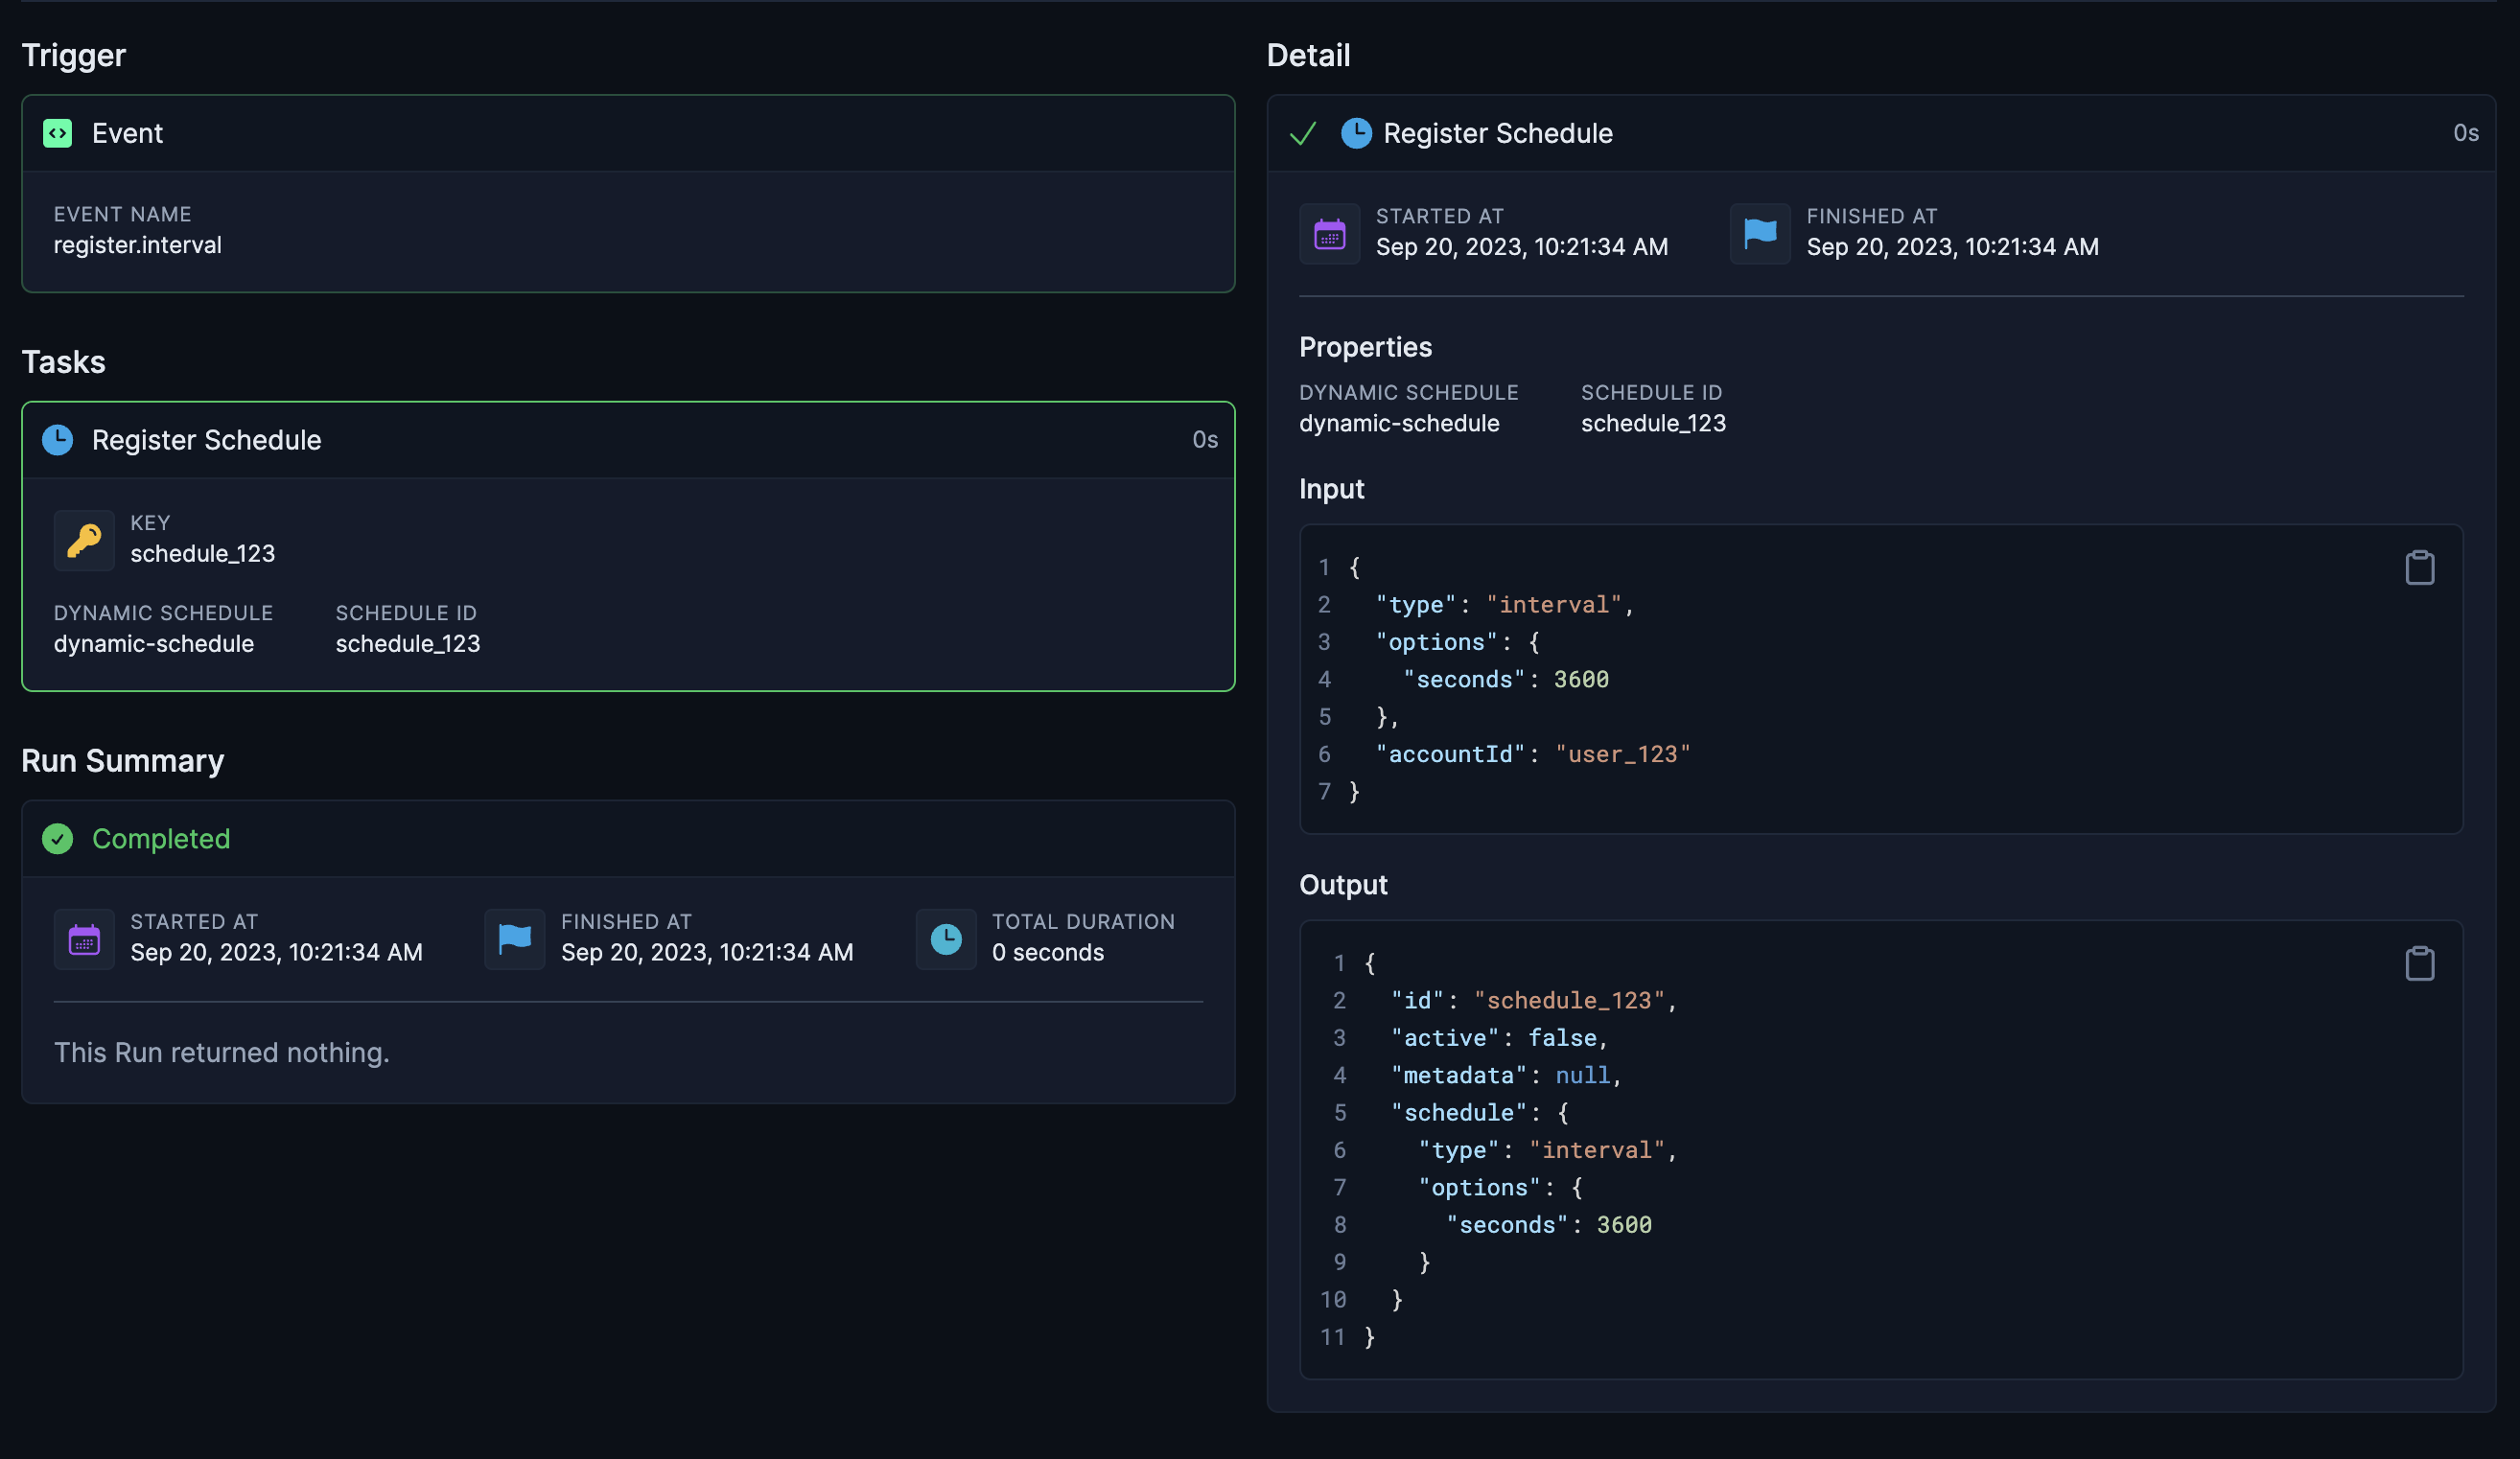 Trigger
Event
EVENT NAME
register.interval
Tasks
Register Schedule 0s
KEY
schedule_123
DYNAMIC SCHEDULE SCHEDULE ID
dynamic-schedule schedule_123
Run Summary
Completed
STARTED AT FINISHED AT TOTAL DURATION
Sep 20, 2023, 10:21:34 AM Sep 20, 2023, 10:21:34 AM 0 seconds
This Run returned nothing.
Detail
Register Schedule 0s
STARTED AT FINISHED AT
Sep 20, 2023, 10:21:34 AM Sep 20, 2023, 10:21:34 AM
Properties
DYNAMIC SCHEDULE SCHEDULE ID
dynamic-schedule schedule_123
Input
1 {
2   "type": "interval",
3   "options": {
4     "seconds": 3600
5   },
6   "accountId": "user_123"
7 }
Output
1 {
2   "id": "schedule_123",
3   "active": false,
4   "metadata": null,
5   "schedule": {
6     "type": "interval",
7     "options": {
8       "seconds": 3600
9     }
10   }
11 }